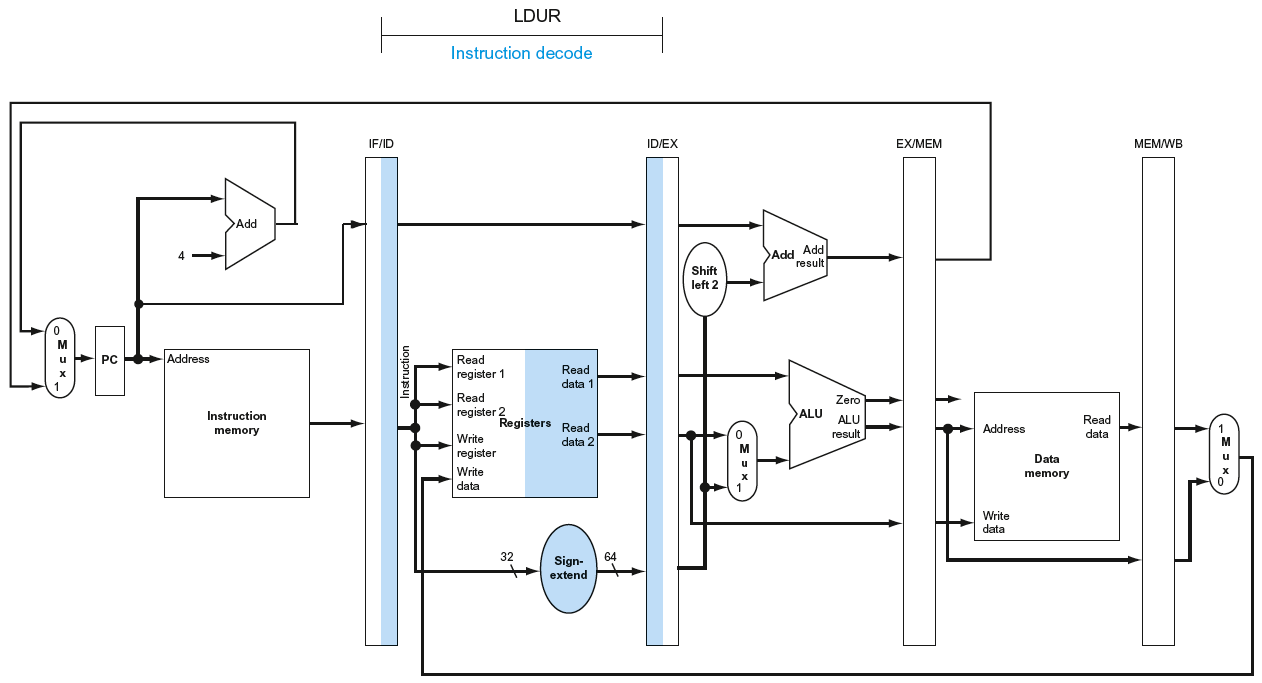 LDUR
Instruction decode
IF/ID
ID/EX
EX/MEM
MEM/WB
Add
4
Add
Add
result
Shift
left 2
0
M
u
x
1
PC
Address
Instruction
memory
Instruction
Read
register 1
Read
register 2
Registers
Write
register
Write
data
Read
data 1
Read
data 2
32
Sign-
extend
64
0
M
u
x
1
Zero
ALU
ALU
result
Address
Read
data
Data
memory
Write
data
1
M
u
x
0